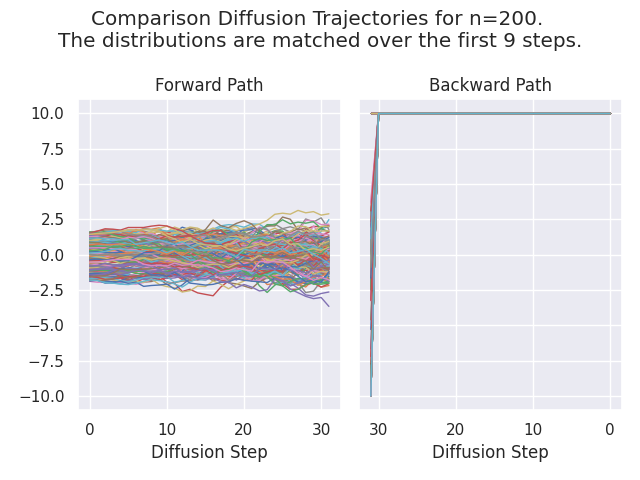 Comparison Diffusion Trajectories for n=200.
The distributions are matched over the first 9 steps.
Forward Path
Backward Path
10.0
7.5
5.0
2.5
0.0
−2.5
−5.0
−7.5
−10.0
0 10 20 30
30 20 10 0
Diffusion Step
Diffusion Step